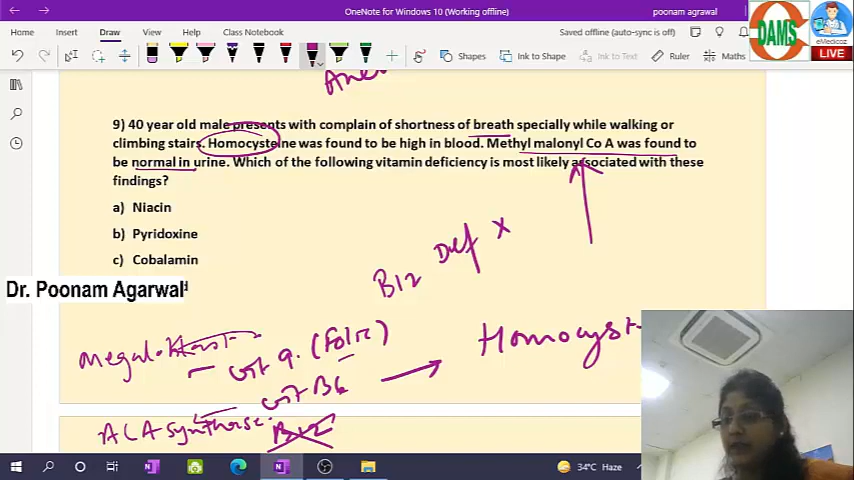 OneNote for Windows 10 (Working offline)
poonam agrawal
Home Insert Draw View Help Class Notebook
Saved offline (auto-sync is off)
Shapes Ink to Shape Ink to Text Ruler Maths
DAMS
eMedicoz
LIVE
9) 40 year old male presents with complain of shortness of breath specially while walking or
climbing stairs. Homocysteine was found to be high in blood. Methyl malonyl Co A was found to
be normal in urine. Which of the following vitamin deficiency is most likely associated with these
findings?
a) Niacin
b) Pyridoxine
c) Cobalamin
Dr. Poonam Agarwal
B12 Def X
Megaloblast
vit 9. (Folic)
Homocyst
vit B6
ALA synthase
B12
34°C Haze